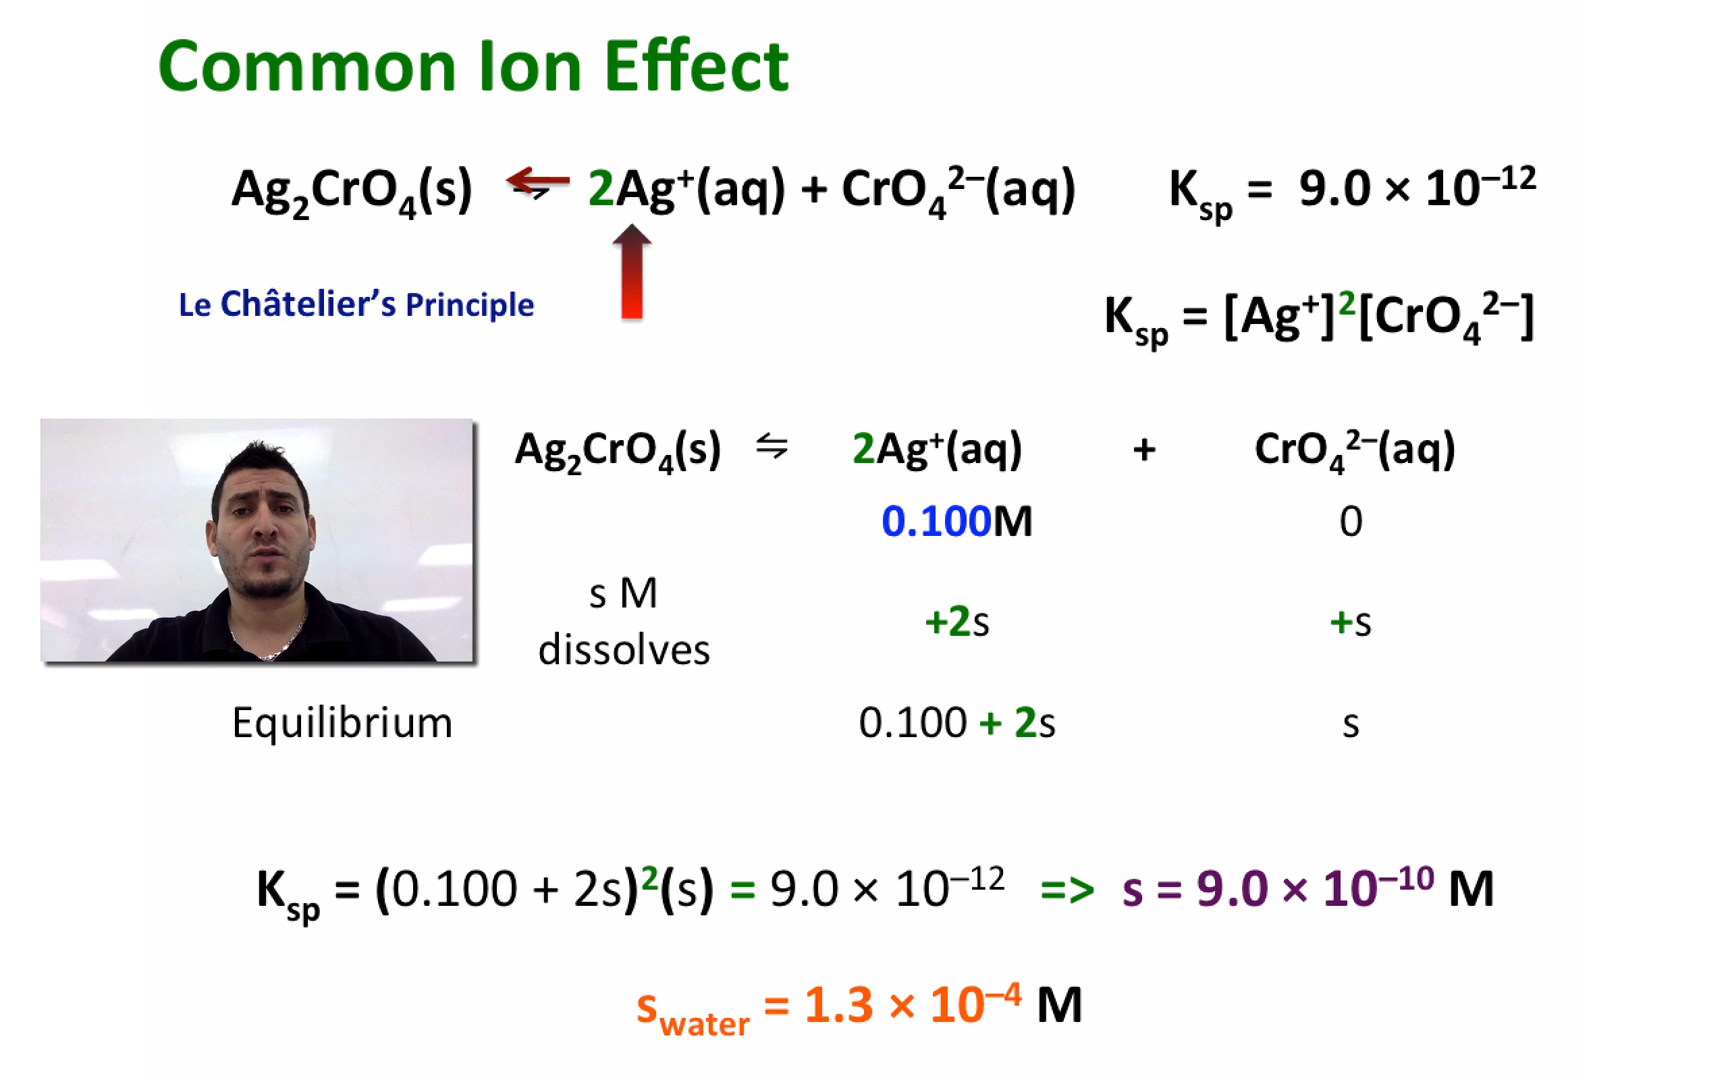 Common Ion Effect
Ag₂CrO₄(s) ⇋ 2Ag⁺(aq) + CrO₄²⁻(aq) Kₛₚ = 9.0 × 10⁻¹²
Le Châtelier’s Principle
Kₛₚ = [Ag⁺]²[CrO₄²⁻]
Ag₂CrO₄(s) ⇋ 2Ag⁺(aq) + CrO₄²⁻(aq)
0.100M 0
s M
dissolves
+2s +s
Equilibrium 0.100 + 2s s
Kₛₚ = (0.100 + 2s)²(s) = 9.0 × 10⁻¹² => s = 9.0 × 10⁻¹⁰ M
s_water = 1.3 × 10⁻⁴ M